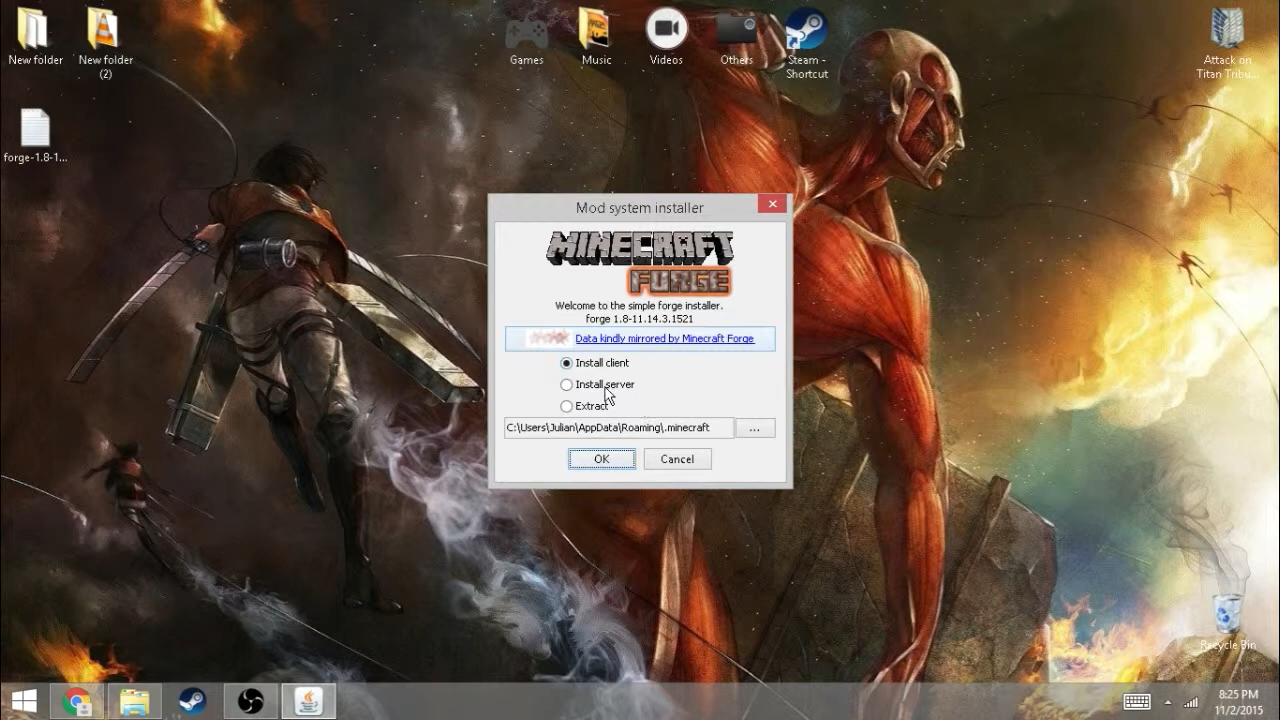 New folder
New folder
(2)
Games
Music
Videos
Others
Steam -
Shortcut
Attack on
Titan Tribu...
forge-1.8-1...
Mod system installer
MINECRAFT
FORGE
Welcome to the simple forge installer.
forge 1.8-11.14.3.1521
Data kindly mirrored by Minecraft Forge
Install client
Install server
Extract
C:\Users\Julian\AppData\Roaming\.minecraft
...
OK
Cancel
Recycle Bin
8:25 PM
11/2/2015